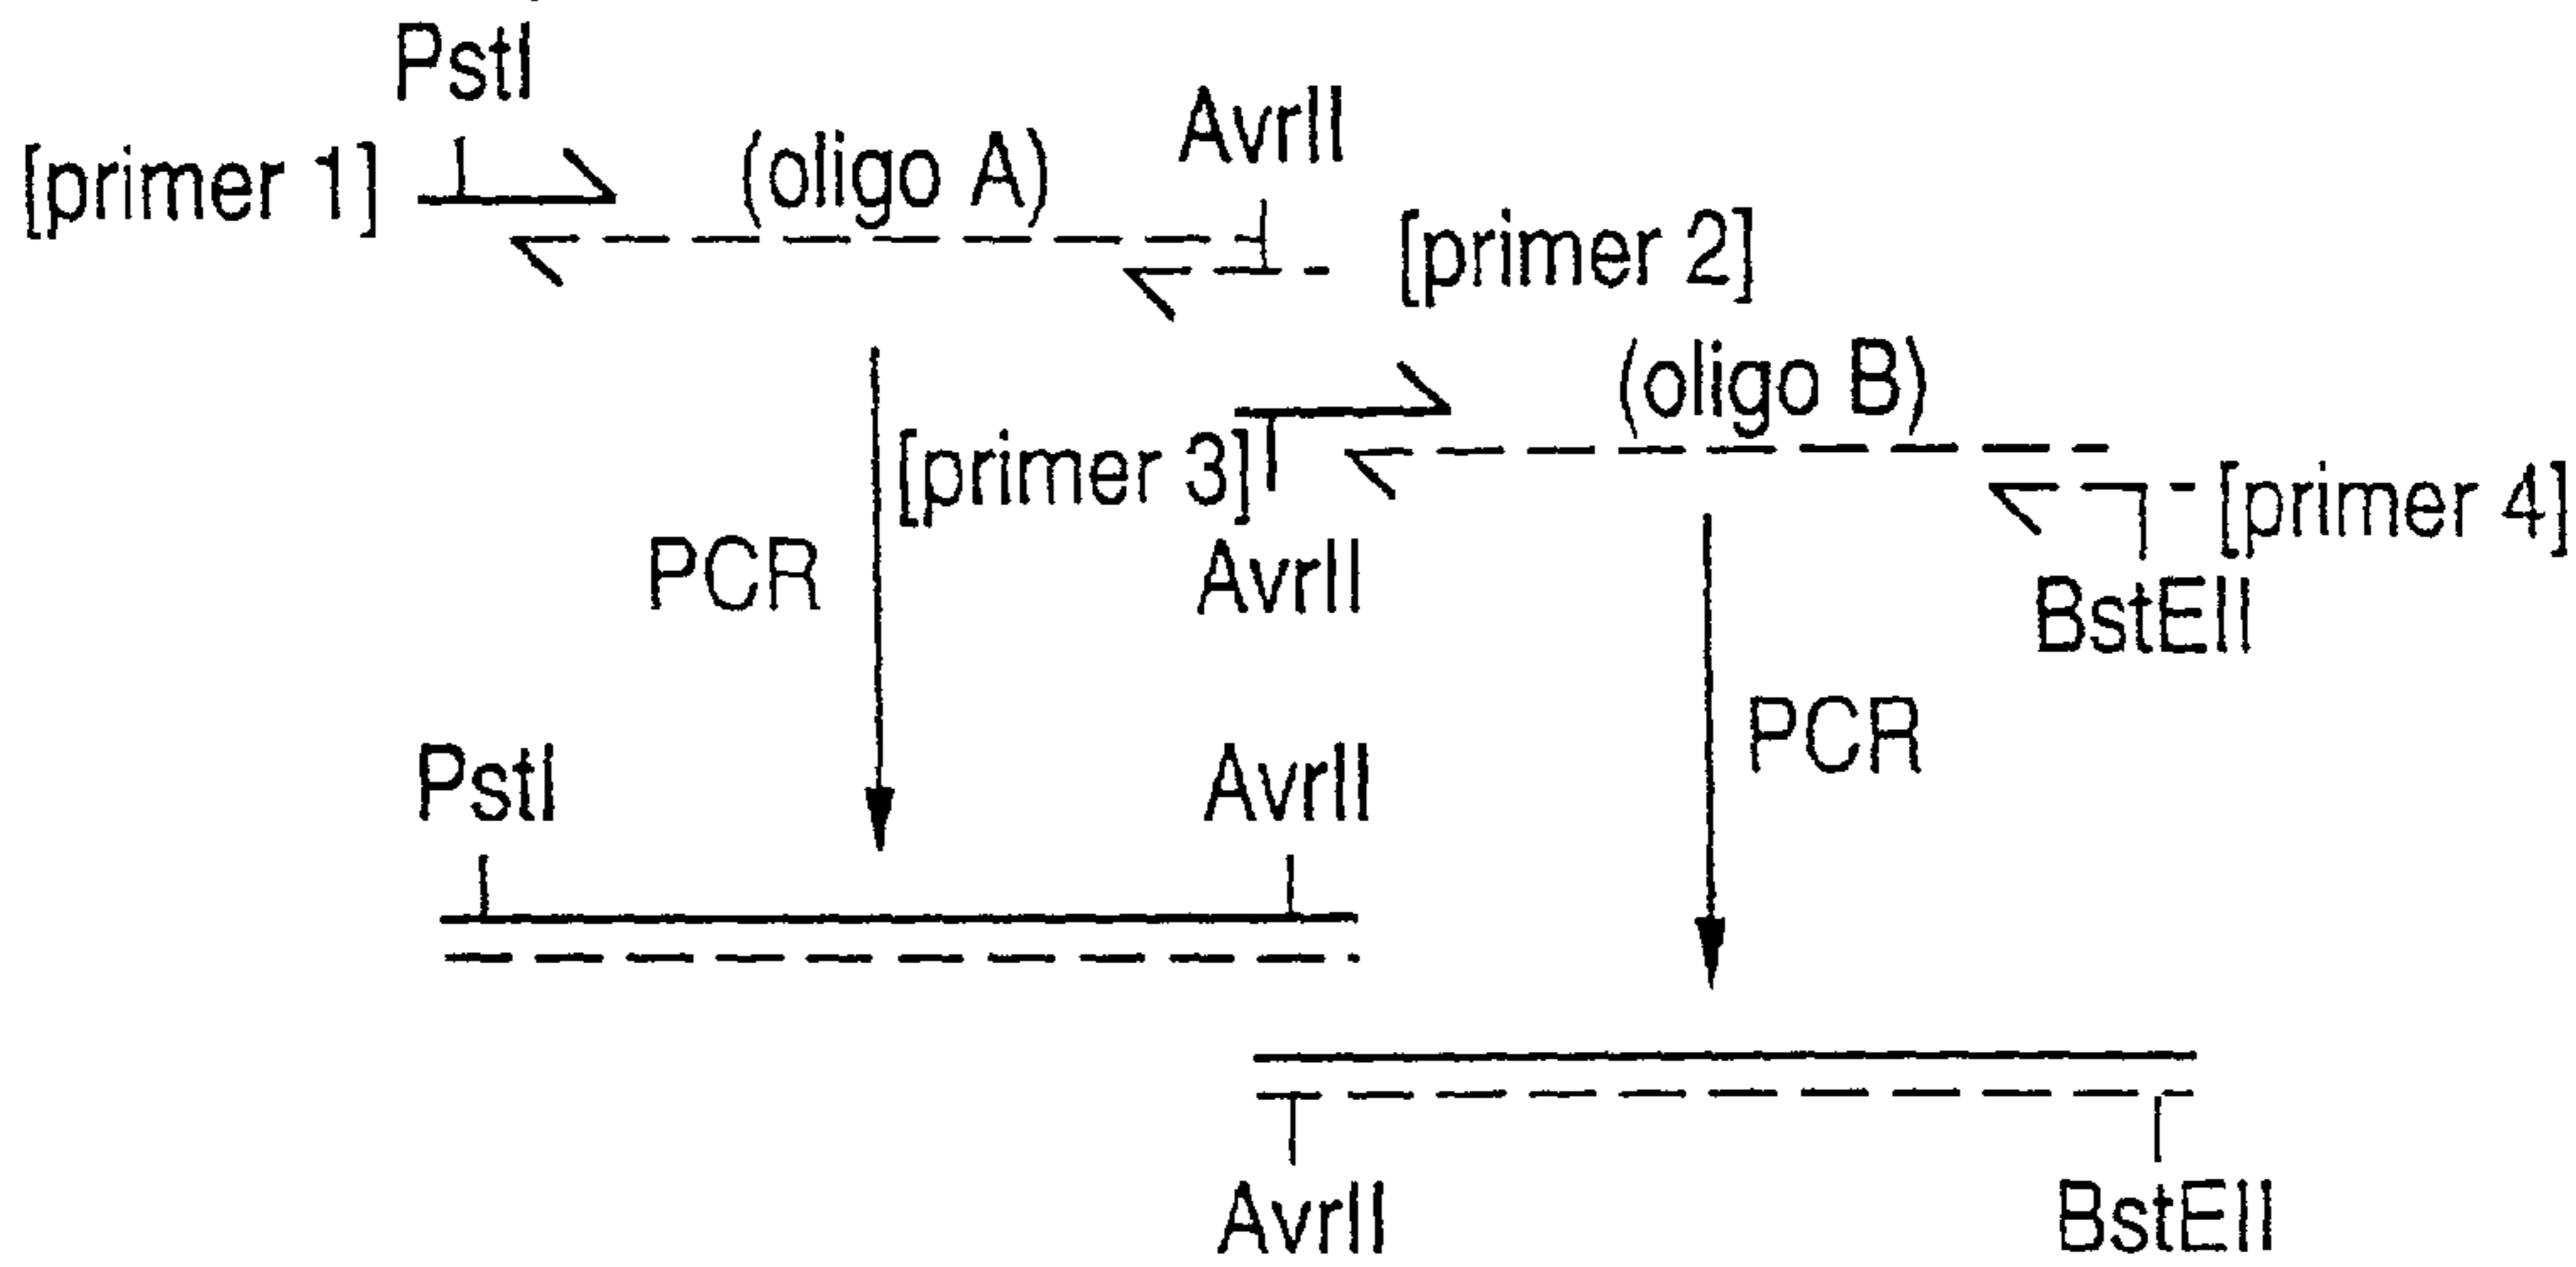 PstI
AvrII
[primer 1]
(oligo A)
[primer 2]
(oligo B)
[primer 3]
[primer 4]
PCR
AvrII
BstEII
PCR
PstI
AvrII
AvrII
BstEII